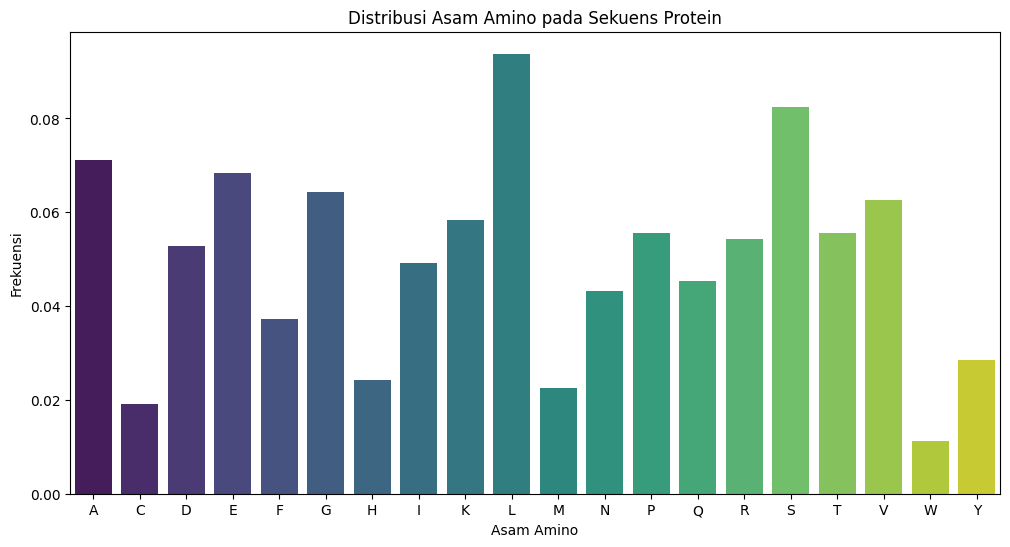 Distribusi Asam Amino pada Sekuens Protein
Frekuensi
0.08
0.06
0.04
0.02
0.00
A C D E F G H I K L M N P Q R S T V W Y
Asam Amino